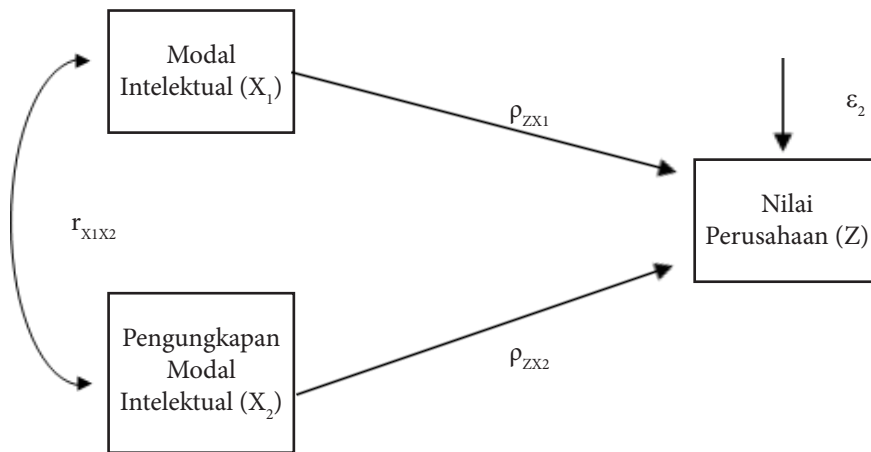 Modal
Intelektual (X₁)
ρZX1
ε₂
Nilai
Perusahaan (Z)
rX1X2
Pengungkapan
Modal
Intelektual (X₂)
ρZX2